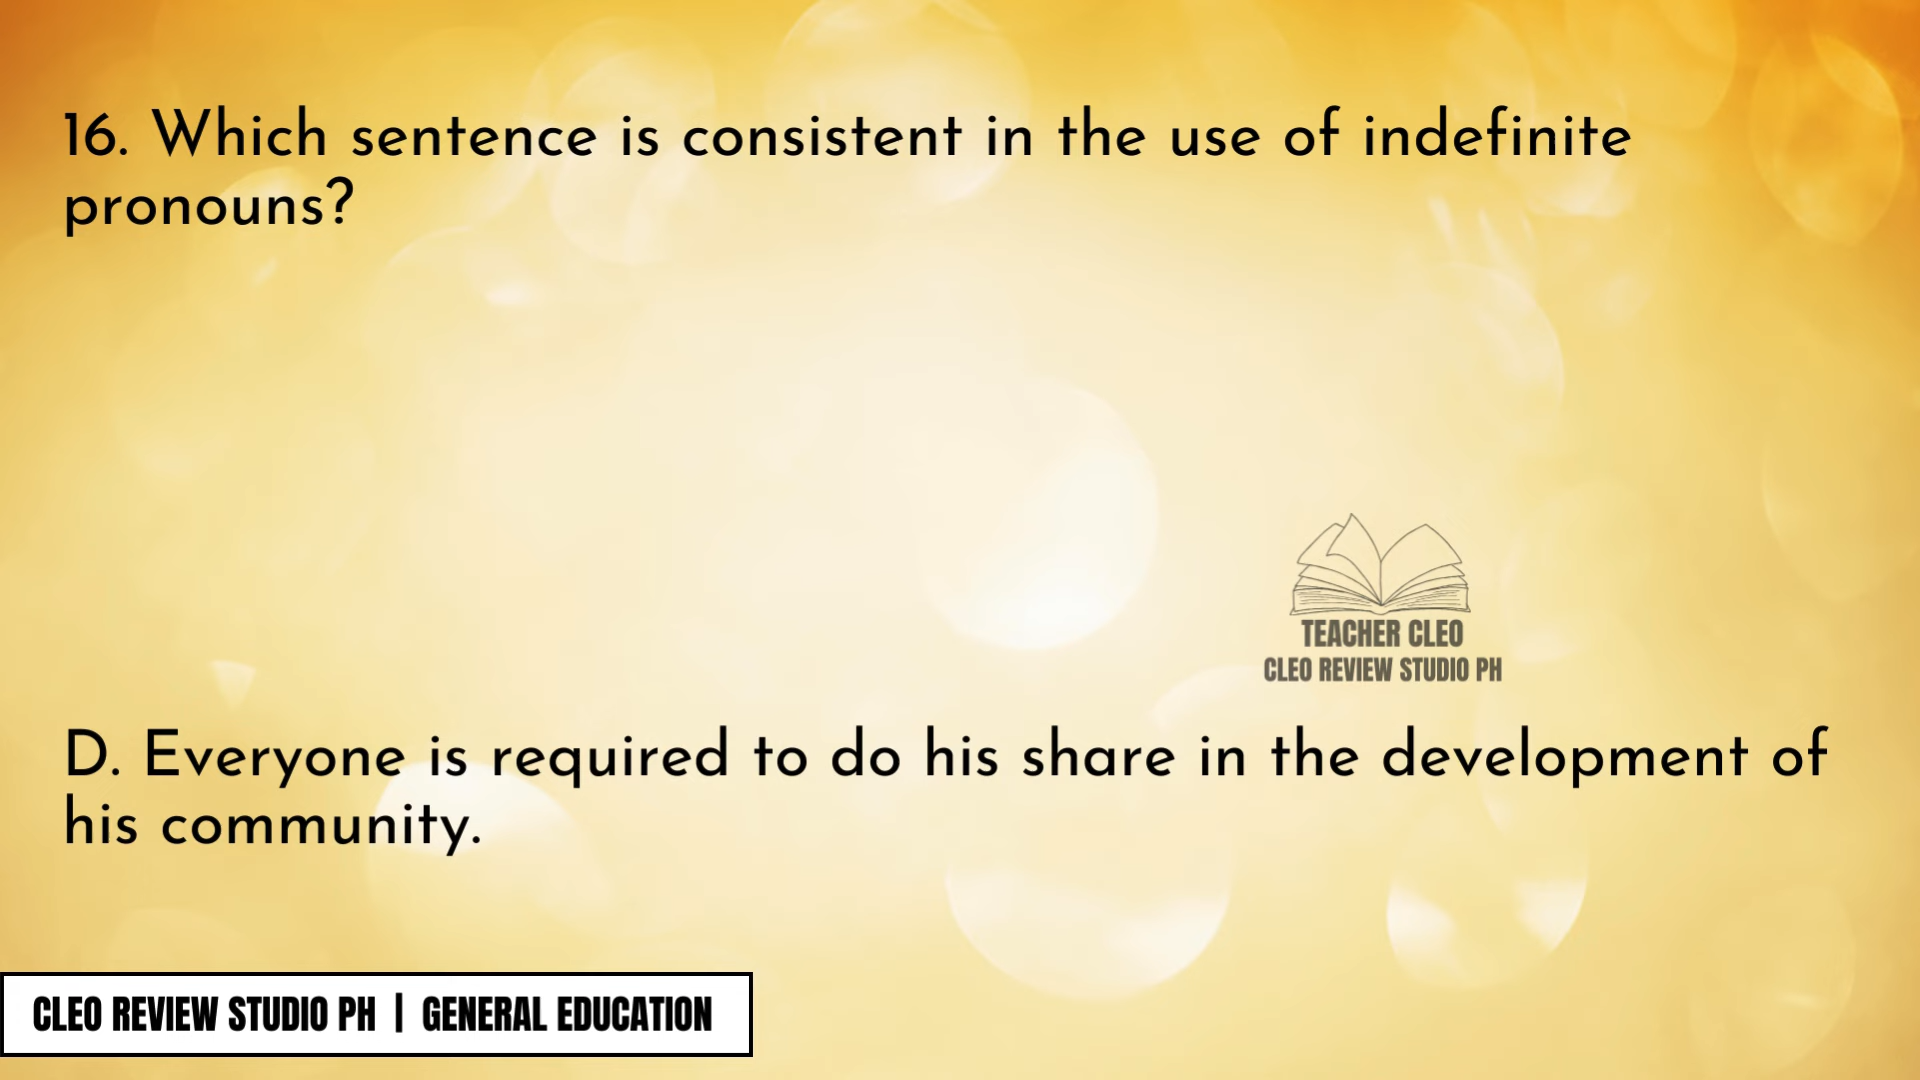 16. Which sentence is consistent in the use of indefinite
pronouns?
TEACHER CLEO
CLEO REVIEW STUDIO PH
D. Everyone is required to do his share in the development of
his community.
CLEO REVIEW STUDIO PH | GENERAL EDUCATION